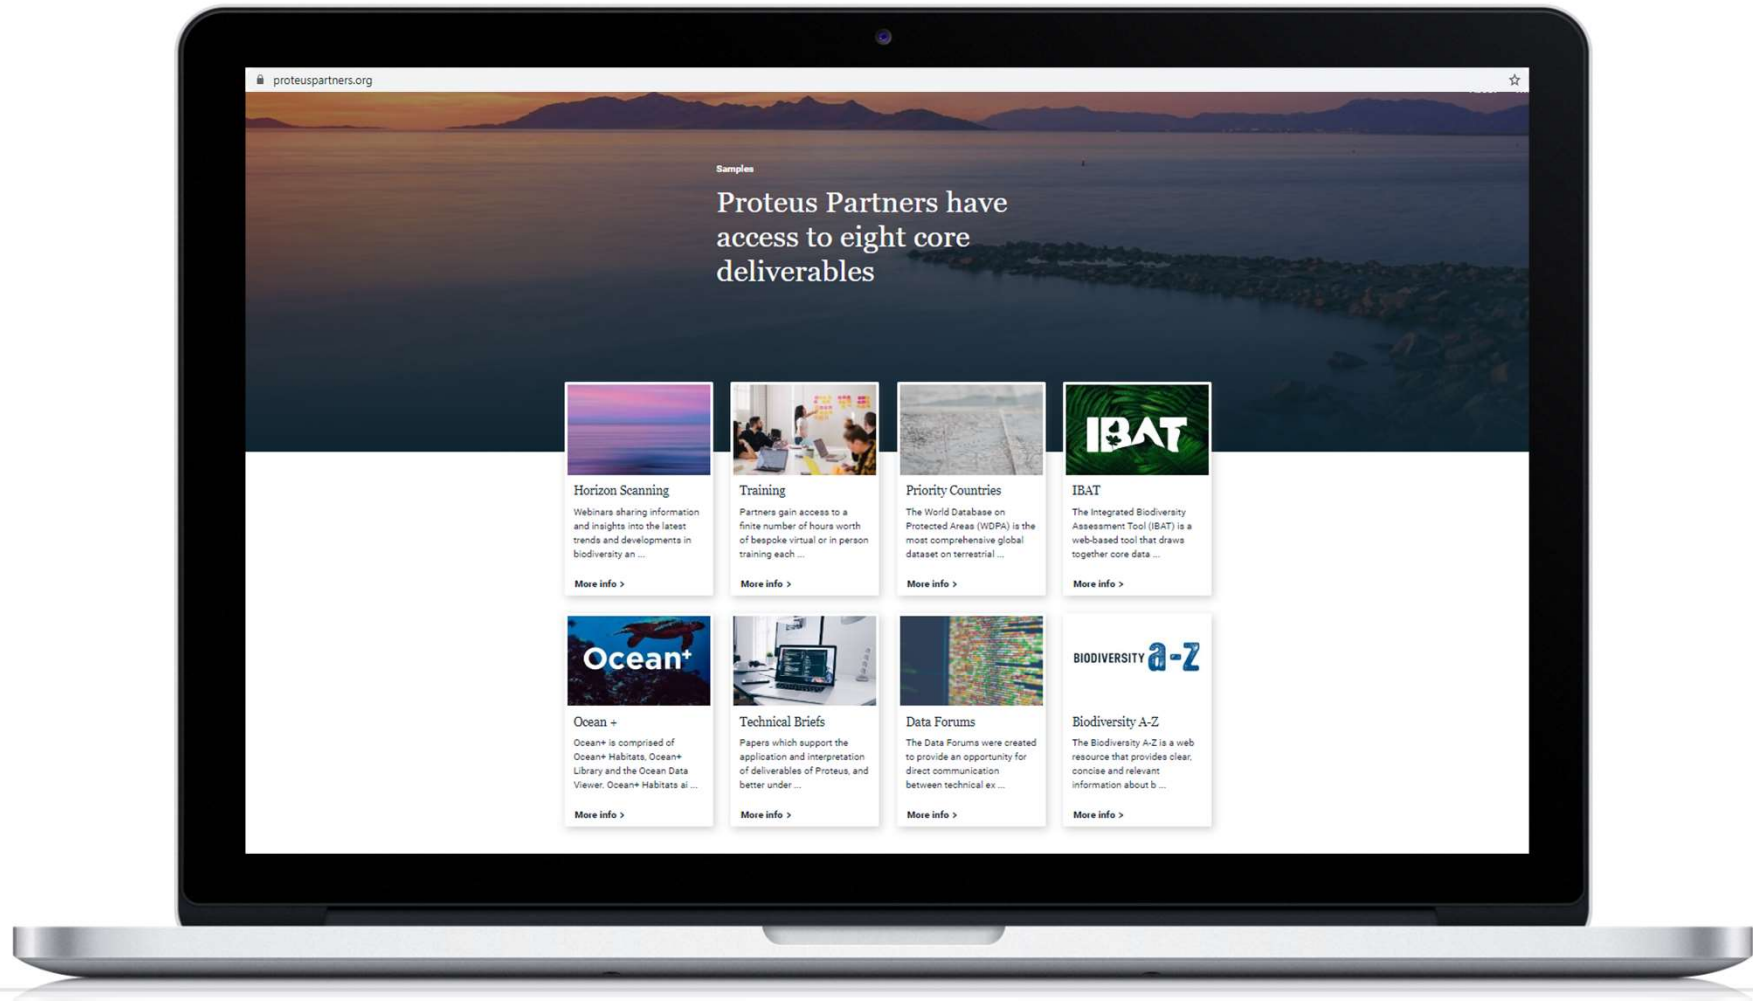 proteuspartners.org
Samples
Proteus Partners have
access to eight core
deliverables
IBAT
Horizon Scanning
Webinars sharing information
and insights into the latest
trends and developments in
biodiversity an ...
More info >
Training
Partners gain access to a
finite number of hours worth
of bespoke virtual or in person
training each ...
More info >
Priority Countries
The World Database on
Protected Areas (WDPA) is the
most comprehensive global
dataset on terrestrial ...
More info >
IBAT
The Integrated Biodiversity
Assessment Tool (IBAT) is a
web-based tool that draws
together core data ...
More info >
Ocean+
Ocean +
Ocean+ is comprised of
Ocean+ Habitats, Ocean+
Library and the Ocean Data
Viewer. Ocean+ Habitats ai ...
More info >
Technical Briefs
Papers which support the
application and interpretation
of deliverables of Proteus, and
better under ...
More info >
Data Forums
The Data Forums were created
to provide an opportunity for
direct communication
between technical ex ...
More info >
BIODIVERSITY a-z
Biodiversity A-Z
The Biodiversity A-Z is a web
resource that provides clear,
concise and relevant
information about b ...
More info >